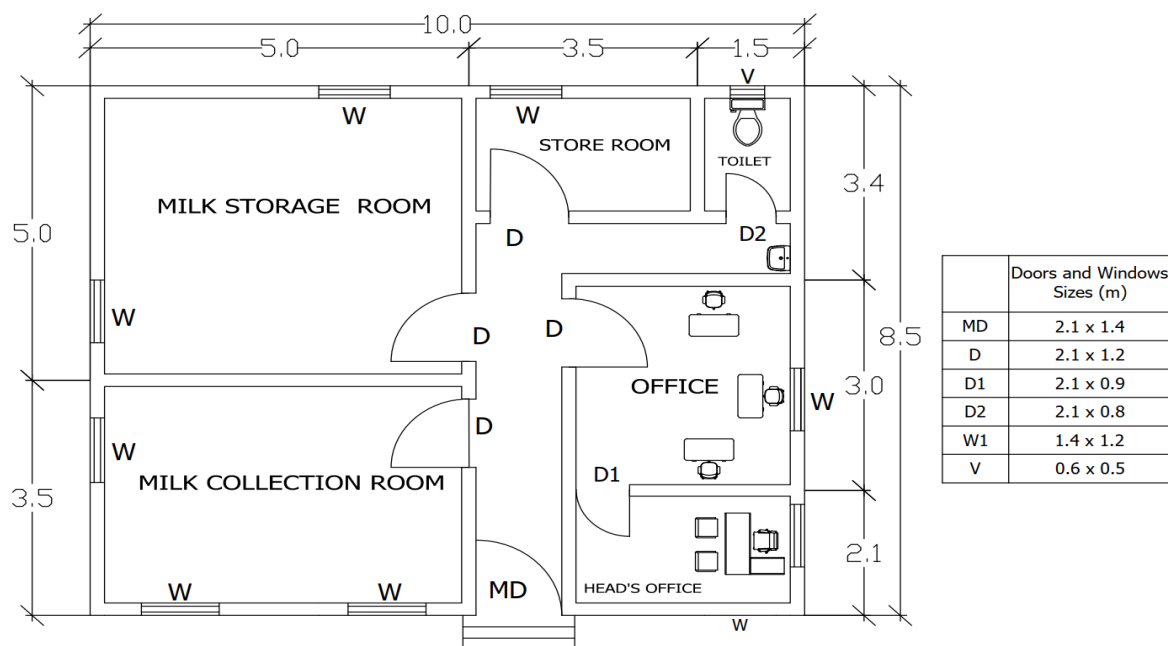 10.0
5.0 3.5 1.5
V
W W
STORE ROOM
TOILET
3.4
MILK STORAGE ROOM
5.0
D D2
W D D W
8.5
OFFICE 3.0
W
D
W
D1
MILK COLLECTION ROOM
3.5
2.1
W W MD HEAD'S OFFICE
W
Doors and Windows
Sizes (m)
MD 2.1 x 1.4
D 2.1 x 1.2
D1 2.1 x 0.9
D2 2.1 x 0.8
W1 1.4 x 1.2
V 0.6 x 0.5